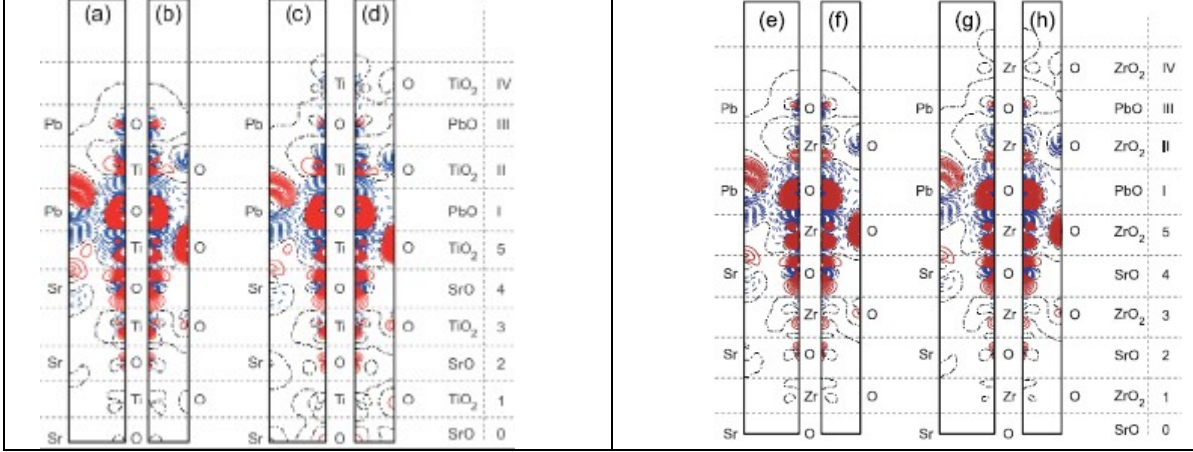 (a) (b) (c) (d) (e) (f) (g) (h)
Ti O TiO2 IV Zr O ZrO2 IV
Pb O Pb O PbO III Pb O O PbO III
Ti O Ti O TiO2 II Zr O Zr O ZrO2 II
Pb O Pb O PbO I Pb O Pb O PbO I
Ti O Ti O TiO2 5 Zr O Zr O ZrO2 5
Sr O Sr O SrO 4 Sr O Sr O SrO 4
Ti O Ti O TiO2 3 Zr O Zr O ZrO2 3
Sr O Sr O SrO 2 Sr O Sr O SrO 2
Ti O Ti O TiO2 1 Zr O Zr O ZrO2 1
Sr O Sr O SrO 0 Sr O Sr O SrO 0